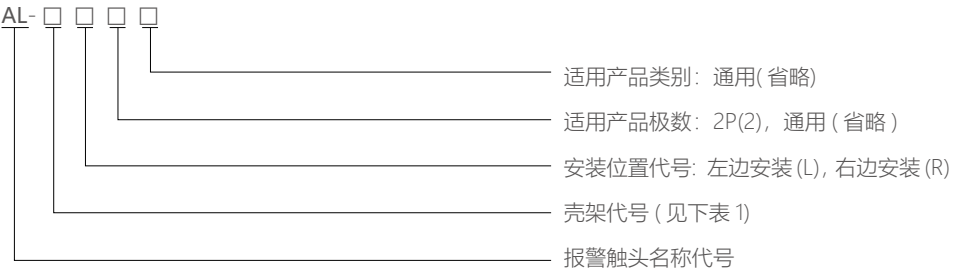 AL-□ □ □ □
适用产品类别：通用(省略)
适用产品极数：2P(2)，通用(省略)
安装位置代号: 左边安装(L), 右边安装(R)
壳架代号(见下表1)
报警触头名称代号